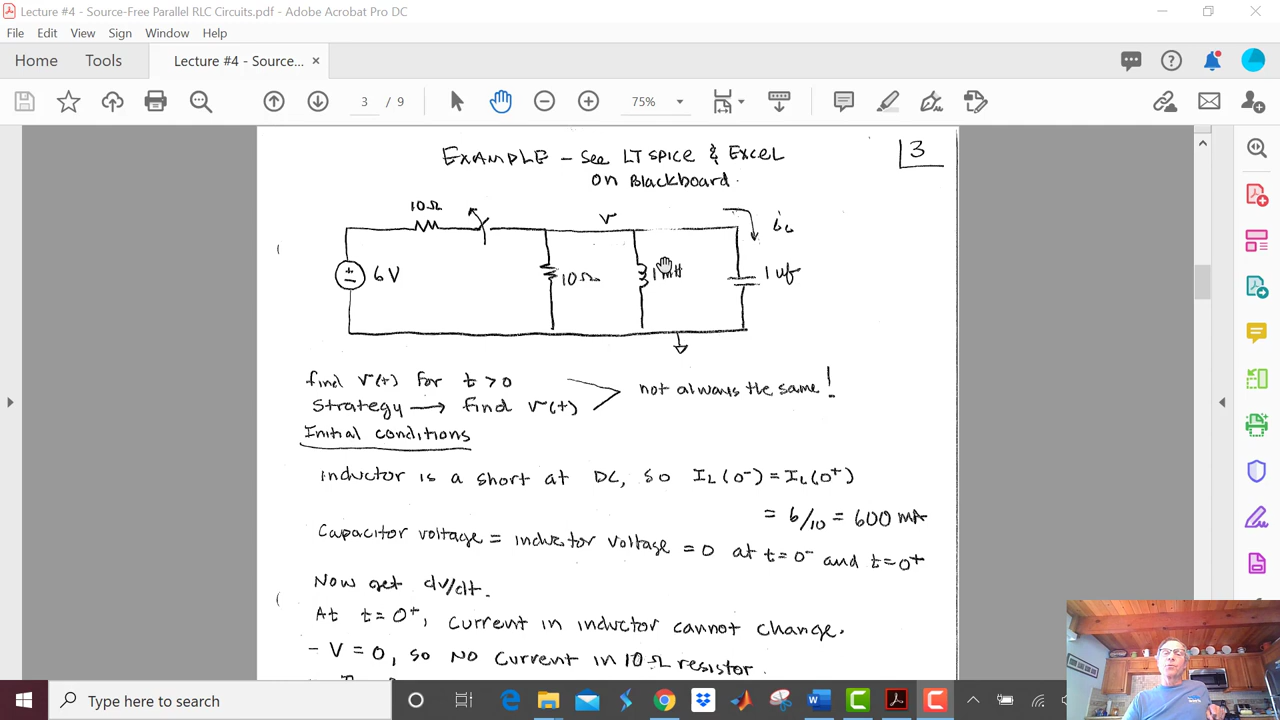 Lecture #4 - Source-Free Parallel RLC Circuits.pdf - Adobe Acrobat Pro DC
File Edit View Sign Window Help
Home Tools Lecture #4 - Source... ×
3 / 9 75%
EXAMPLE - See LTSPICE & EXCEL
on Blackboard.
3
10Ω
v
ic
+
-
6V
10Ω
1mH
1uf
find v(t) for t > 0
Strategy → find v(t)
not always the same!
Initial conditions
Inductor is a short at DC, so IL(0-) = IL(0+)
= 6/10 = 600 mA
Capacitor voltage = inductor voltage = 0 at t=0- and t=0+
Now get dv/dt.
At t=0+, current in inductor cannot change.
- V = 0, so no current in 10Ω resistor.
Type here to search